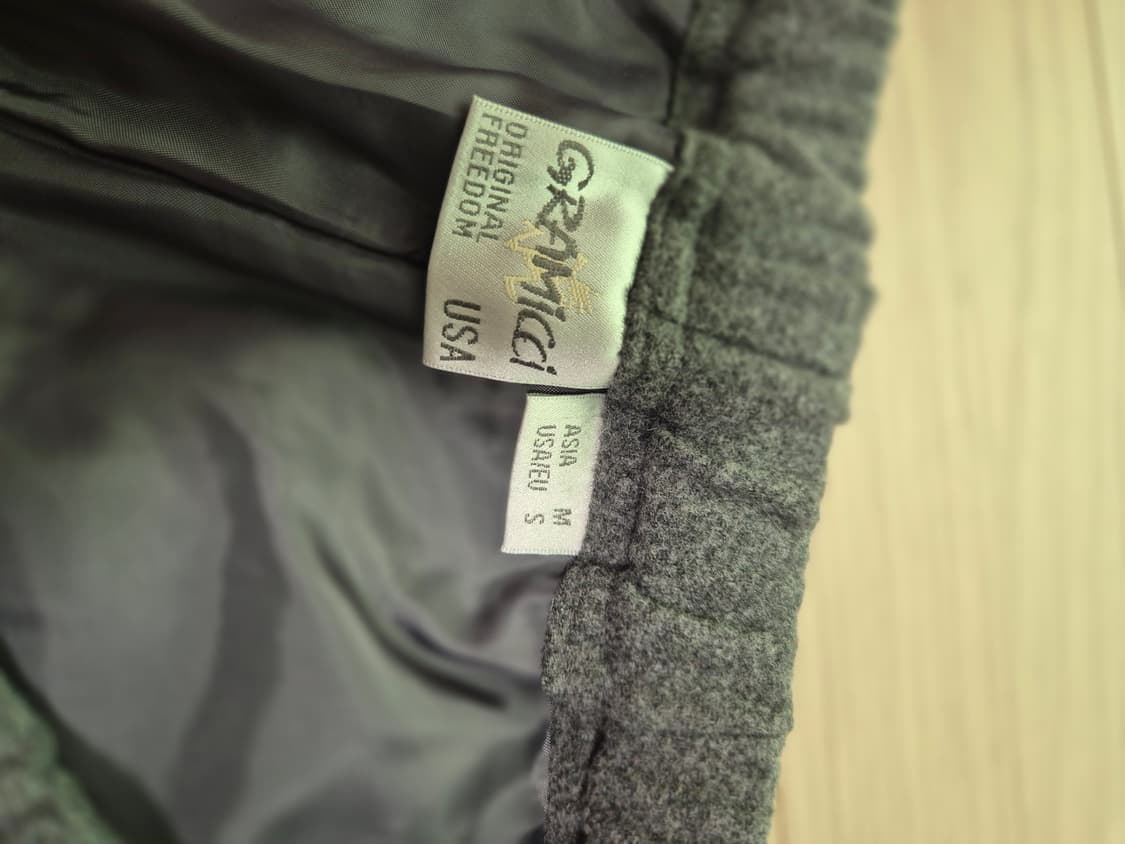 GRAMICCI
ORIGINAL
FREEDOM
USA
ASIA M
USA/EU S